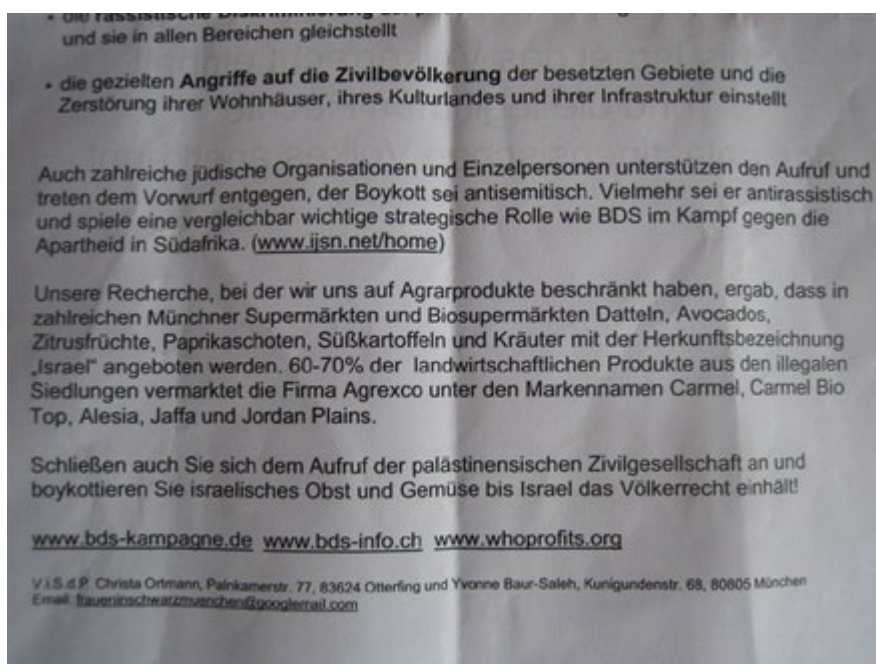 • die rassistische Diskriminierung der
und sie in allen Bereichen gleichstellt
• die gezielten Angriffe auf die Zivilbevölkerung der besetzten Gebiete und die
Zerstörung ihrer Wohnhäuser, ihres Kulturlandes und ihrer Infrastruktur einstellt
Auch zahlreiche jüdische Organisationen und Einzelpersonen unterstützen den Aufruf und
treten dem Vorwurf entgegen, der Boykott sei antisemitisch. Vielmehr sei er antirassistisch
und spiele eine vergleichbar wichtige strategische Rolle wie BDS im Kampf gegen die
Apartheid in Südafrika. (www.ijsn.net/home)
Unsere Recherche, bei der wir uns auf Agrarprodukte beschränkt haben, ergab, dass in
zahlreichen Münchner Supermärkten und Biosupermärkten Datteln, Avocados,
Zitrusfrüchte, Paprikaschoten, Süßkartoffeln und Kräuter mit der Herkunftsbezeichnung
„Israel" angeboten werden. 60-70% der landwirtschaftlichen Produkte aus den illegalen
Siedlungen vermarktet die Firma Agrexco unter den Markennamen Carmel, Carmel Bio
Top, Alesia, Jaffa und Jordan Plains.
Schließen auch Sie sich dem Aufruf der palästinensischen Zivilgesellschaft an und
boykottieren Sie israelisches Obst und Gemüse bis Israel das Völkerrecht einhält!
www.bds-kampagne.de www.bds-info.ch www.whoprofits.org
V.i.S.d.P. Christa Ortmann, Palnkamerstr. 77, 83624 Otterfing und Yvonne Baur-Saleh, Kunigundenstr. 68, 80805 München
Email: fraueninschwarzmuenchen@googlemail.com